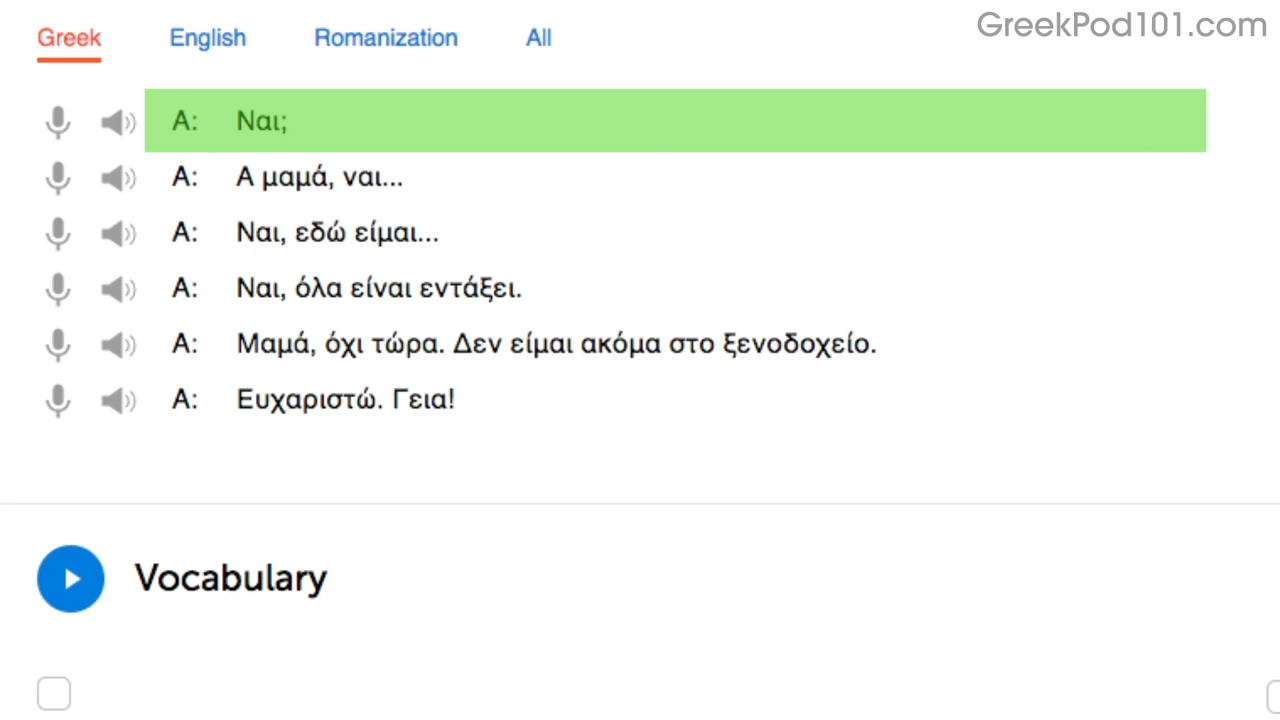 Greek English Romanization All
GreekPod101.com
A: Ναι;
A: Α μαμά, ναι...
A: Ναι, εδώ είμαι...
A: Ναι, όλα είναι εντάξει.
A: Μαμά, όχι τώρα. Δεν είμαι ακόμα στο ξενοδοχείο.
A: Ευχαριστώ. Γεια!
Vocabulary